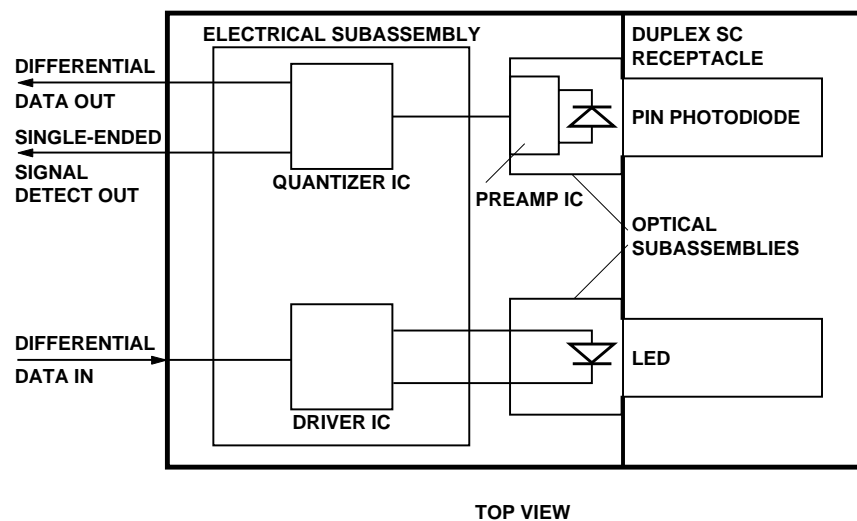 ELECTRICAL SUBASSEMBLY
DUPLEX SC
RECEPTACLE
DIFFERENTIAL
DATA OUT
SINGLE-ENDED
SIGNAL
DETECT OUT
QUANTIZER IC
PREAMP IC
PIN PHOTODIODE
OPTICAL
SUBASSEMBLIES
DIFFERENTIAL
DATA IN
DRIVER IC
LED
TOP VIEW